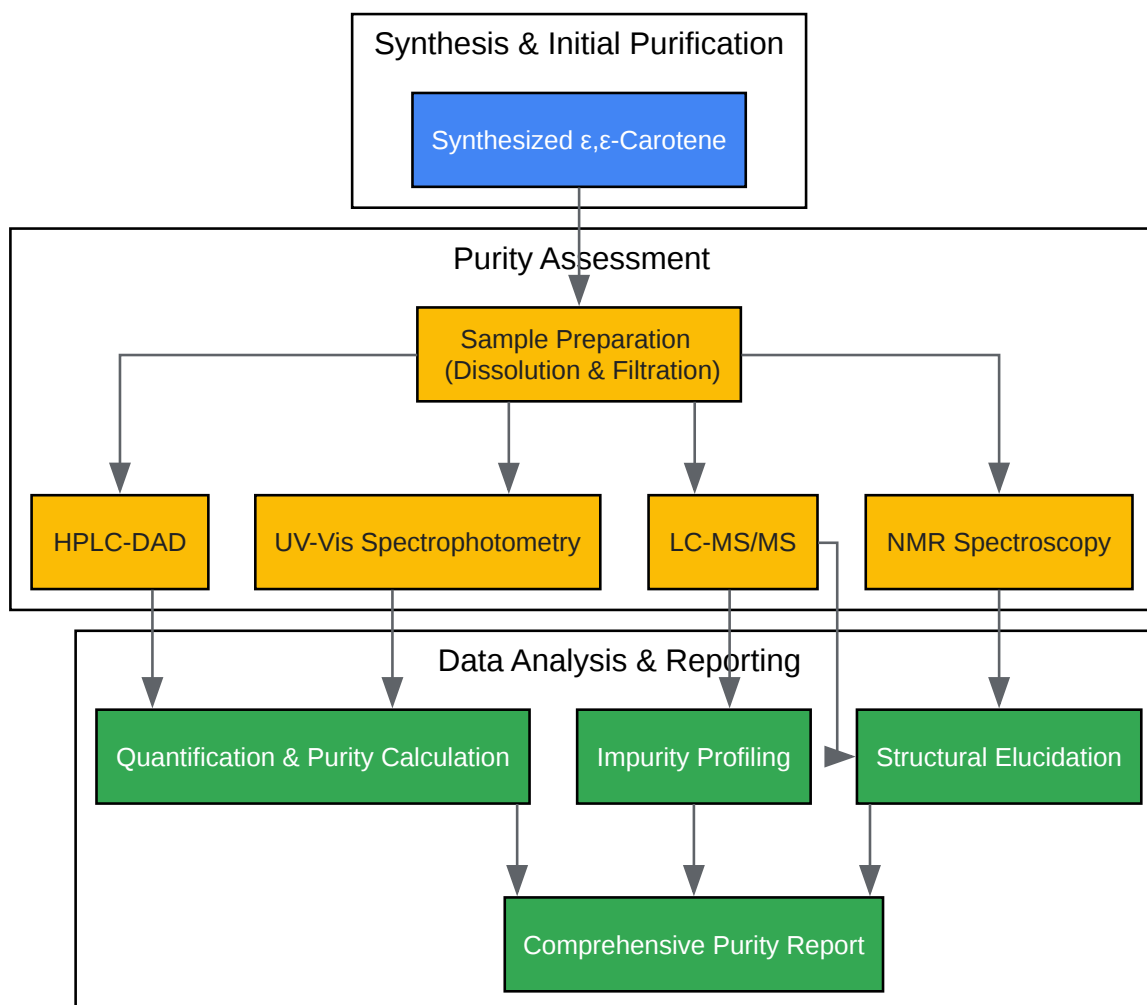 Synthesis & Initial Purification
Synthesized ε,ε-Carotene
Purity Assessment
Sample Preparation
(Dissolution & Filtration)
HPLC-DAD
UV-Vis Spectrophotometry
LC-MS/MS
NMR Spectroscopy
Data Analysis & Reporting
Quantification & Purity Calculation
Impurity Profiling
Structural Elucidation
Comprehensive Purity Report